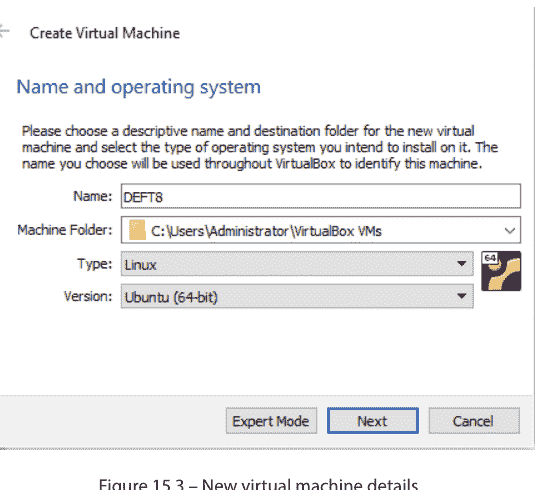 Create Virtual Machine
Name and operating system
Please choose a descriptive name and destination folder for the new virtual
machine and select the type of operating system you intend to install on it. The
name you choose will be used throughout VirtualBox to identify this machine.
Name: DEFT8
Machine Folder: C:\Users\Administrator\VirtualBox VMs
Type: Linux
64
Version: Ubuntu (64-bit)
Expert Mode Next Cancel
Figure 15.3 – New virtual machine details